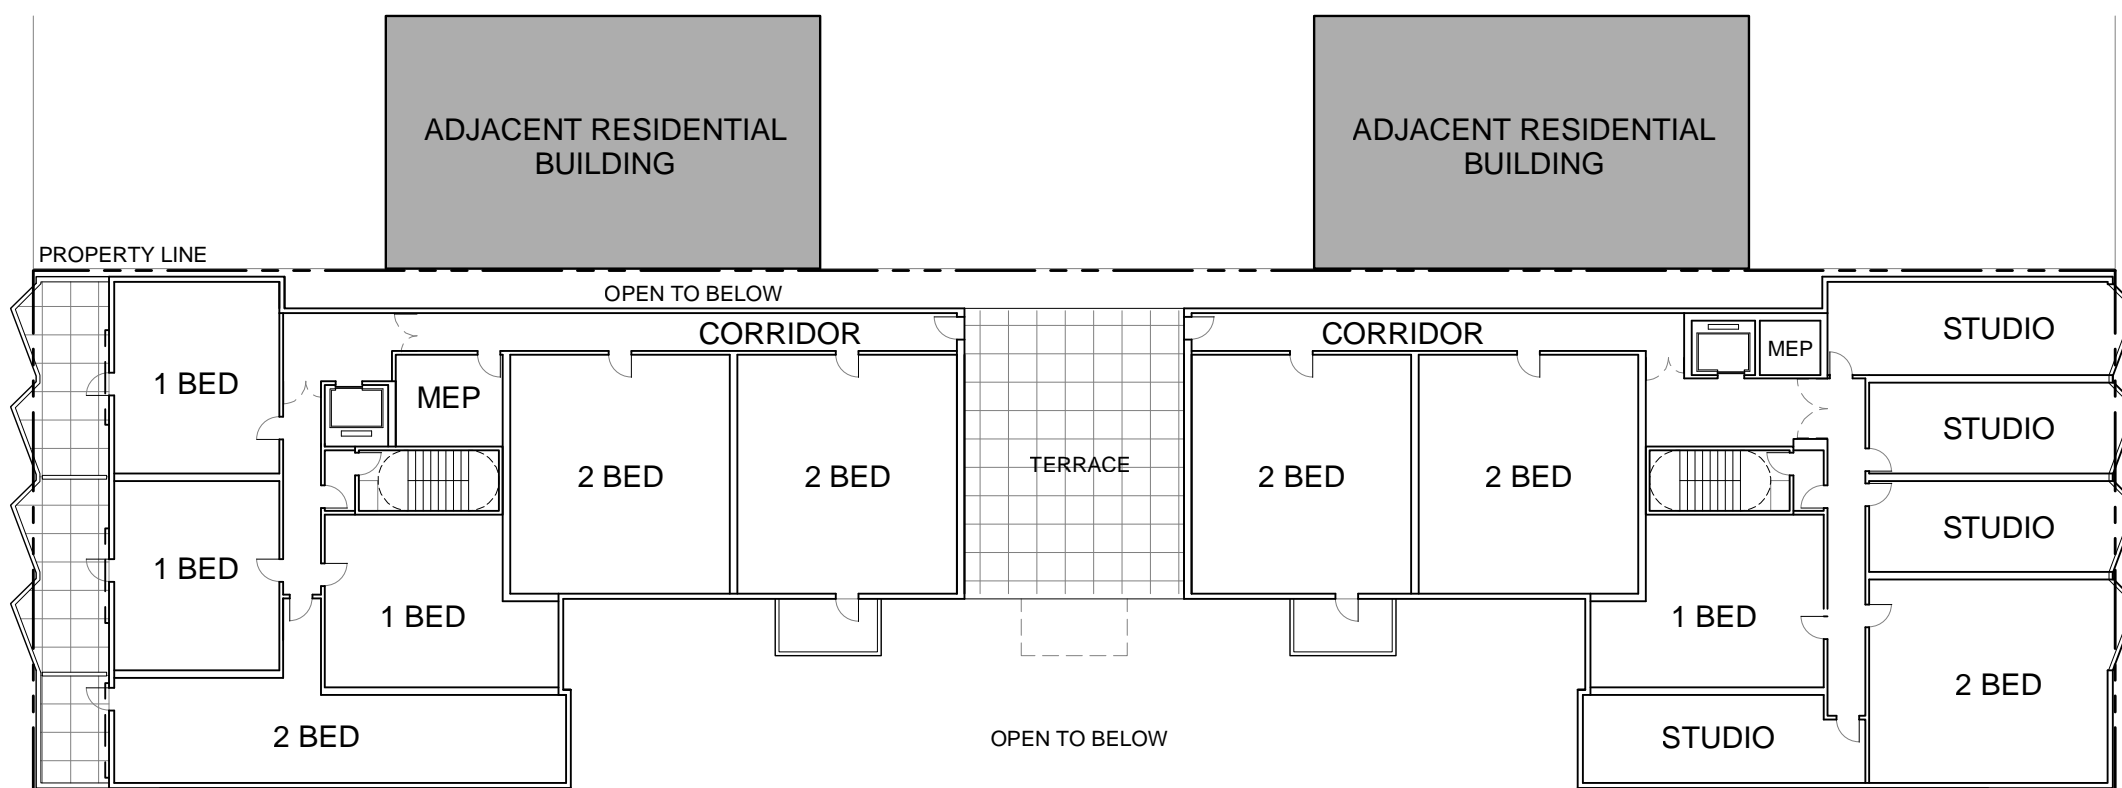 ADJACENT RESIDENTIAL
BUILDING
ADJACENT RESIDENTIAL
BUILDING
PROPERTY LINE
OPEN TO BELOW
CORRIDOR
CORRIDOR
STUDIO
MEP
1 BED
MEP
STUDIO
2 BED
2 BED
TERRACE
2 BED
2 BED
STUDIO
1 BED
1 BED
1 BED
2 BED
2 BED
OPEN TO BELOW
STUDIO